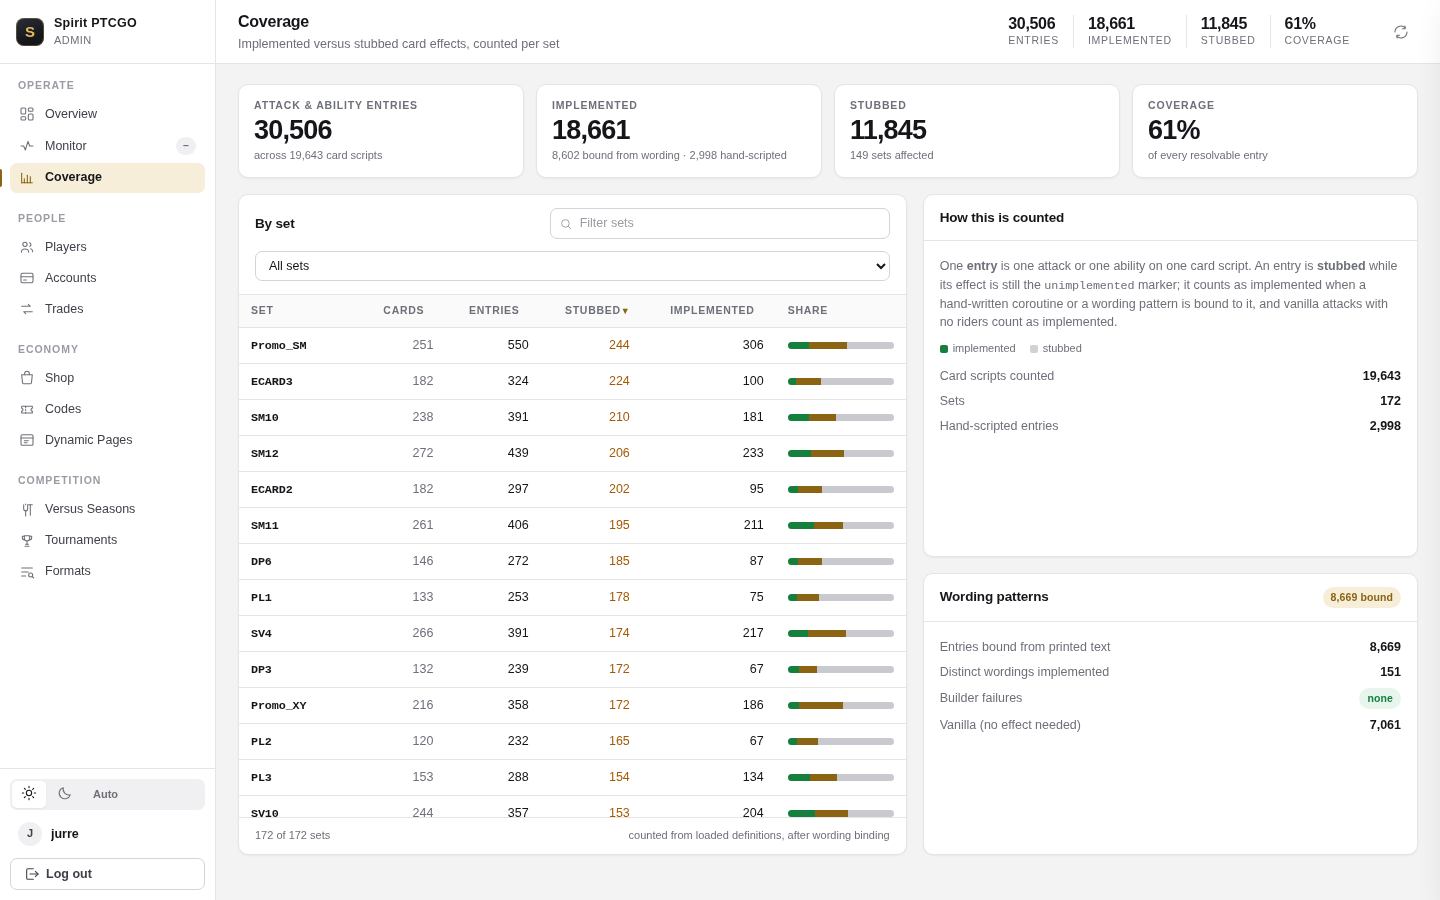 S
Spirit PTCGO
ADMIN
OPERATE
Overview
Monitor –
Coverage
PEOPLE
Players
Accounts
Trades
ECONOMY
Shop
Codes
Dynamic Pages
COMPETITION
Versus Seasons
Tournaments
Formats
Auto
J jurre
Log out
Coverage
Implemented versus stubbed card effects, counted per set
30,506 18,661 11,845 61%
ENTRIES IMPLEMENTED STUBBED COVERAGE
ATTACK & ABILITY ENTRIES
30,506
across 19,643 card scripts
IMPLEMENTED
18,661
8,602 bound from wording · 2,998 hand-scripted
STUBBED
11,845
149 sets affected
COVERAGE
61%
of every resolvable entry
By set
Filter sets
All sets
SET CARDS ENTRIES STUBBED▼ IMPLEMENTED SHARE
Promo_SM 251 550 244 306
ECARD3 182 324 224 100
SM10 238 391 210 181
SM12 272 439 206 233
ECARD2 182 297 202 95
SM11 261 406 195 211
DP6 146 272 185 87
PL1 133 253 178 75
SV4 266 391 174 217
DP3 132 239 172 67
Promo_XY 216 358 172 186
PL2 120 232 165 67
PL3 153 288 154 134
SV10 244 357 153 204
172 of 172 sets counted from loaded definitions, after wording binding
How this is counted
One entry is one attack or one ability on one card script. An entry is stubbed while
its effect is still the unimplemented marker; it counts as implemented when a
hand-written coroutine or a wording pattern is bound to it, and vanilla attacks with
no riders count as implemented.
implemented stubbed
Card scripts counted 19,643
Sets 172
Hand-scripted entries 2,998
Wording patterns 8,669 bound
Entries bound from printed text 8,669
Distinct wordings implemented 151
Builder failures none
Vanilla (no effect needed) 7,061